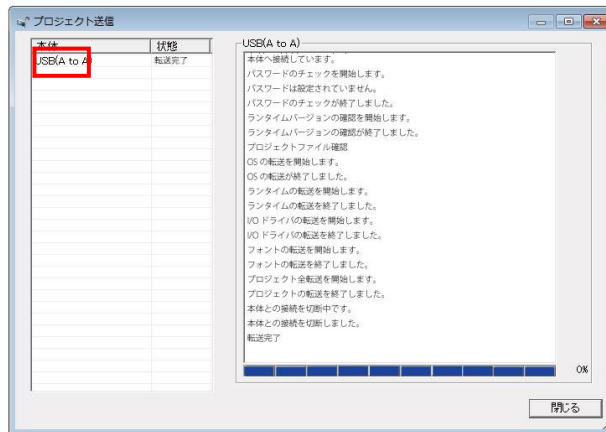 プロジェクト送信
本体 状態
USB(A to A) 転送完了
USB(A to A)
本体へ接続しています。
パスワードのチェックを開始します。
パスワードは設定されていません。
パスワードのチェックが終了しました。
ランタイムバージョンの確認を開始します。
ランタイムバージョンの確認が終了しました。
プロジェクトファイル確認
OS の転送を開始します。
OS の転送が終了しました。
ランタイムの転送を開始します。
ランタイムの転送を終了しました。
I/O ドライバの転送を開始します。
I/O ドライバの転送を終了しました。
フォントの転送を開始します。
フォントの転送を終了しました。
プロジェクト全転送を開始します。
プロジェクトの転送を終了しました。
本体との接続を切断中です。
本体との接続を切断しました。
転送完了
0%
閉じる